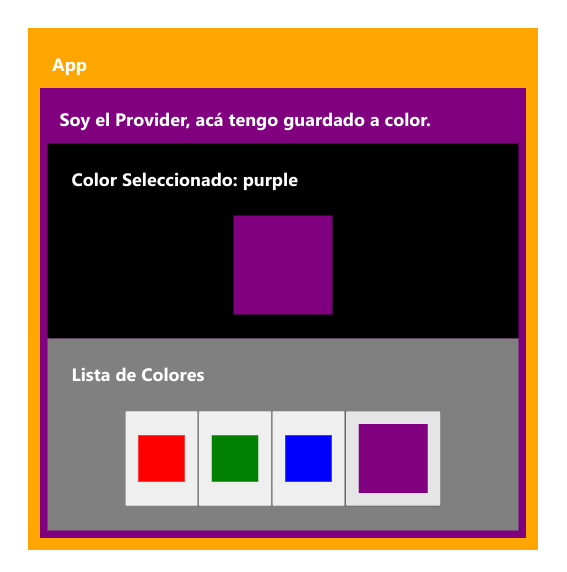 App
Soy el Provider, acá tengo guardado a color.
Color Seleccionado: purple
Lista de Colores